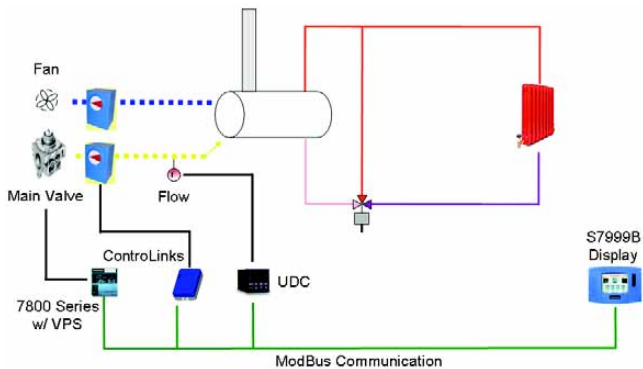 Fan
Main Valve
Flow
ControLinks
7800 Series
w/ VPS
UDC
S7999B
Display
ModBus Communication